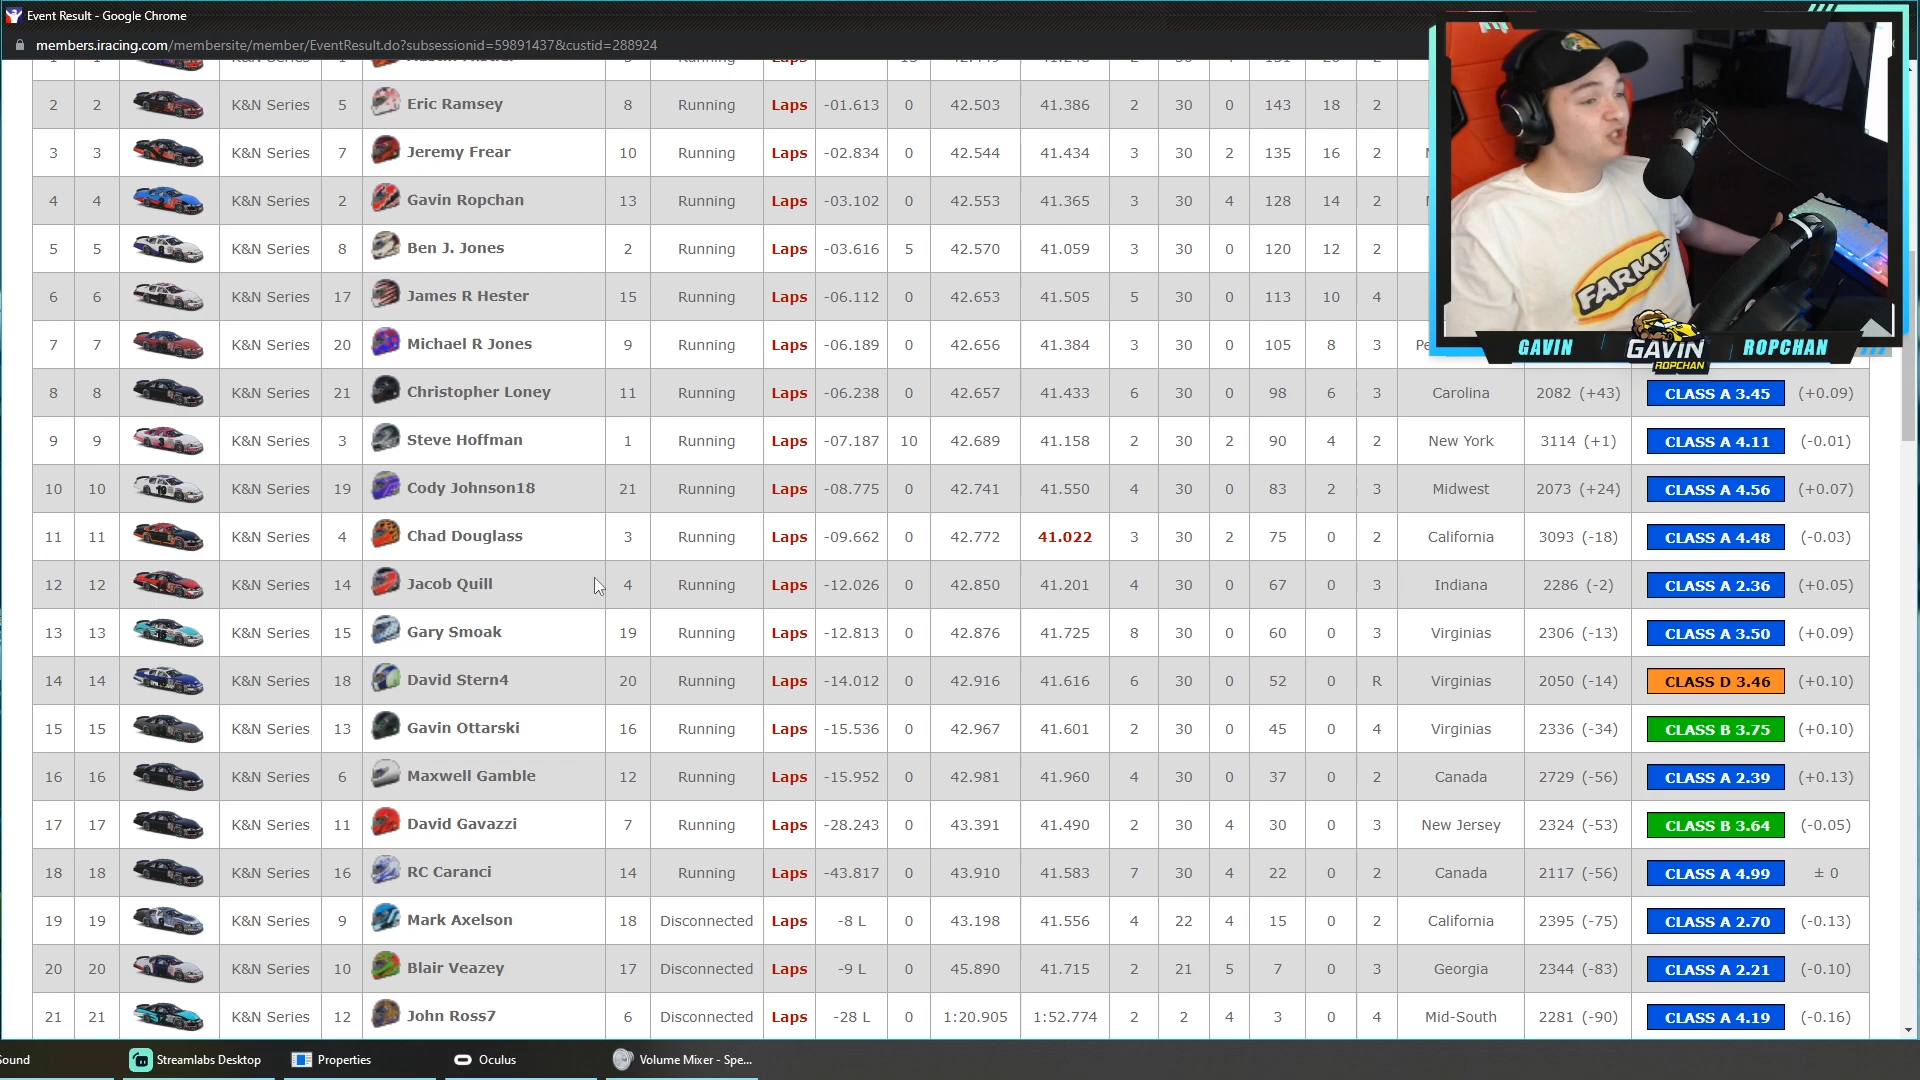 Event Result - Google Chrome
members.iracing.com/membersite/member/EventResult.do?subsessionid=59891437&custid=288924
2 2 K&N Series 5 Eric Ramsey 8 Running Laps -01.613 0 42.503 41.386 2 30 0 143 18 2
3 3 K&N Series 7 Jeremy Frear 10 Running Laps -02.834 0 42.544 41.434 3 30 2 135 16 2
4 4 K&N Series 2 Gavin Ropchan 13 Running Laps -03.102 0 42.553 41.365 3 30 4 128 14 2
5 5 K&N Series 8 Ben J. Jones 2 Running Laps -03.616 5 42.570 41.059 3 30 0 120 12 2
6 6 K&N Series 17 James R Hester 15 Running Laps -06.112 0 42.653 41.505 5 30 0 113 10 4
7 7 K&N Series 20 Michael R Jones 9 Running Laps -06.189 0 42.656 41.384 3 30 0 105 8 3 Pe
8 8 K&N Series 21 Christopher Loney 11 Running Laps -06.238 0 42.657 41.433 6 30 0 98 6 3 Carolina 2082 (+43) CLASS A 3.45 (+0.09)
9 9 K&N Series 3 Steve Hoffman 1 Running Laps -07.187 10 42.689 41.158 2 30 2 90 4 2 New York 3114 (+1) CLASS A 4.11 (-0.01)
10 10 K&N Series 19 Cody Johnson18 21 Running Laps -08.775 0 42.741 41.550 4 30 0 83 2 3 Midwest 2073 (+24) CLASS A 4.56 (+0.07)
11 11 K&N Series 4 Chad Douglass 3 Running Laps -09.662 0 42.772 41.022 3 30 2 75 0 2 California 3093 (-18) CLASS A 4.48 (-0.03)
12 12 K&N Series 14 Jacob Quill 4 Running Laps -12.026 0 42.850 41.201 4 30 0 67 0 3 Indiana 2286 (-2) CLASS A 2.36 (+0.05)
13 13 K&N Series 15 Gary Smoak 19 Running Laps -12.813 0 42.876 41.725 8 30 0 60 0 3 Virginias 2306 (-13) CLASS A 3.50 (+0.09)
14 14 K&N Series 18 David Stern4 20 Running Laps -14.012 0 42.916 41.616 6 30 0 52 0 R Virginias 2050 (-14) CLASS D 3.46 (+0.10)
15 15 K&N Series 13 Gavin Ottarski 16 Running Laps -15.536 0 42.967 41.601 2 30 0 45 0 4 Virginias 2336 (-34) CLASS B 3.75 (+0.10)
16 16 K&N Series 6 Maxwell Gamble 12 Running Laps -15.952 0 42.981 41.960 4 30 0 37 0 2 Canada 2729 (-56) CLASS A 2.39 (+0.13)
17 17 K&N Series 11 David Gavazzi 7 Running Laps -28.243 0 43.391 41.490 2 30 4 30 0 3 New Jersey 2324 (-53) CLASS B 3.64 (-0.05)
18 18 K&N Series 16 RC Caranci 14 Running Laps -43.817 0 43.910 41.583 7 30 4 22 0 2 Canada 2117 (-56) CLASS A 4.99 ± 0
19 19 K&N Series 9 Mark Axelson 18 Disconnected Laps -8 L 0 43.198 41.556 4 22 4 15 0 2 California 2395 (-75) CLASS A 2.70 (-0.13)
20 20 K&N Series 10 Blair Veazey 17 Disconnected Laps -9 L 0 45.890 41.715 2 21 5 7 0 3 Georgia 2344 (-83) CLASS A 2.21 (-0.10)
21 21 K&N Series 12 John Ross7 6 Disconnected Laps -28 L 0 1:20.905 1:52.774 2 2 4 3 0 4 Mid-South 2281 (-90) CLASS A 4.19 (-0.16)
FARMER
GAVIN GAVIN ROPCHAN ROPCHAN
Sound Streamlabs Desktop Properties Oculus Volume Mixer - Spe...